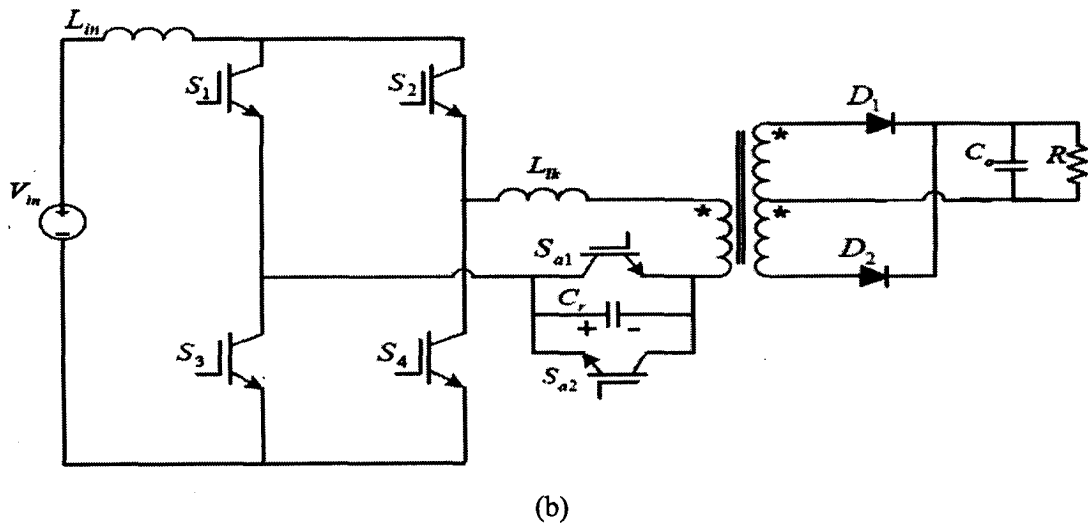 L_in
S_1
S_2
D_1
*
C_o
R
L_lk
V_in
+
-
*
*
S_a1
D_2
C_r
+ -
S_3
S_4
S_a2
(b)